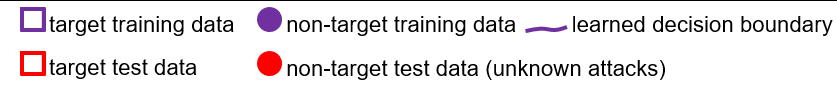 target training data non-target training data learned decision boundary
target test data non-target test data (unknown attacks)